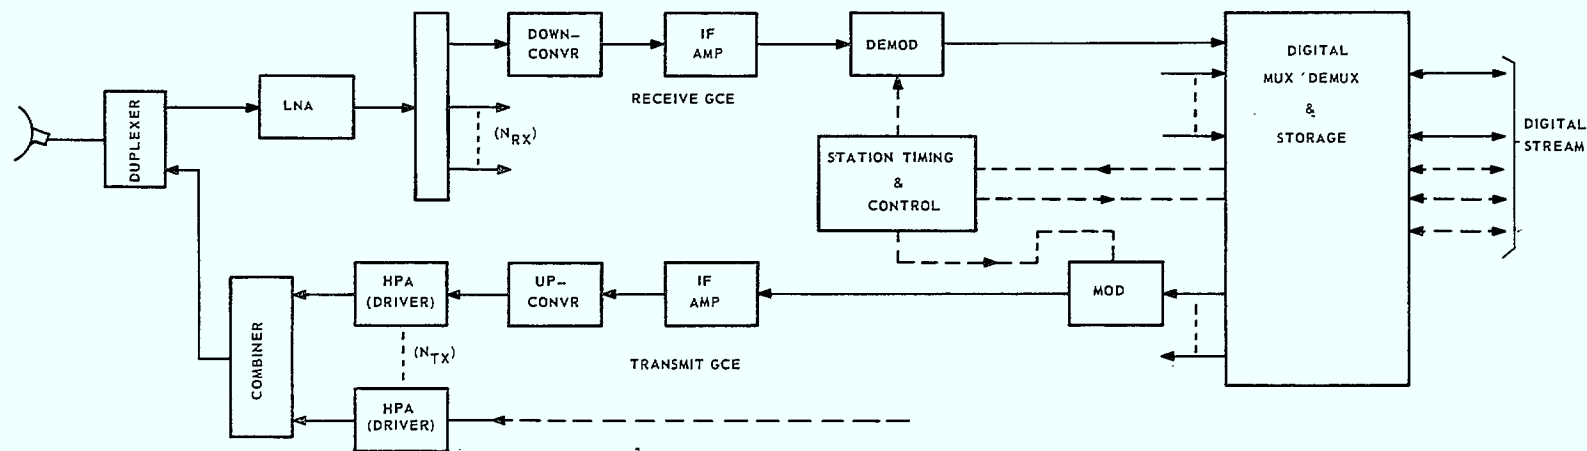 DOWN-
CONVR
IF
AMP
DEMOD
DIGITAL
MUX 'DEMUX
&
STORAGE
LNA
RECEIVE GCE
DUPLEXER
(NRX)
DIGITAL
STREAM
STATION TIMING
&
CONTROL
HPA
(DRIVER)
UP-
CONVR
IF
AMP
MOD
COMBINER
(NTX)
TRANSMIT GCE
HPA
(DRIVER)